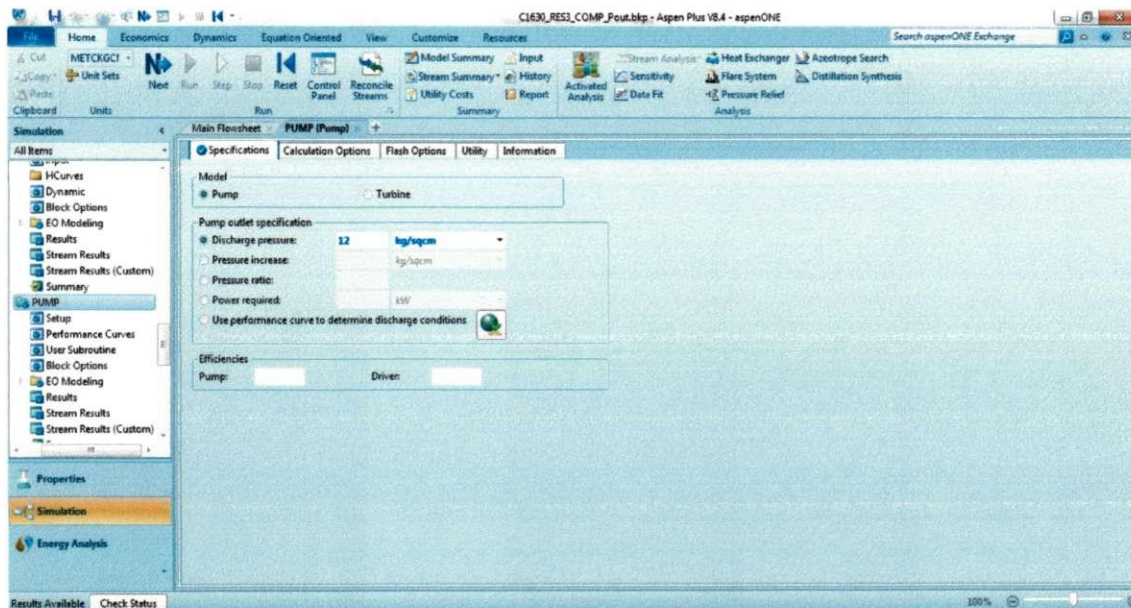 C1630_RES3_COMP_Pout.bkp - Aspen Plus V8.4 - aspenONE
File Home Economics Dynamics Equation Oriented View Customize Resources Search aspenONE Exchange
Cut METCKGCI Model Summary Input Stream Analysis Heat Exchanger Azeotrope Search
Copy Unit Sets Next Run Step Stop Reset Control Panel Reconcile Streams Stream Summary History Activated Analysis Sensitivity Flare System Distillation Synthesis
Paste Utility Costs Report Data Fit Pressure Relief
Clipboard Units Run Summary Analysis
Simulation Main Flowsheet PUMP (Pump)
All Items Specifications Calculation Options Flash Options Utility Information
Input
HCurves
Dynamic
Block Options
EO Modeling
Results
Stream Results
Stream Results (Custom)
Summary
PUMP
Setup
Performance Curves
User Subroutine
Block Options
EO Modeling
Results
Stream Results
Stream Results (Custom)
Properties
Simulation
Energy Analysis
Model
Pump Turbine
Pump outlet specification
Discharge pressure: 12 kg/sqcm
Pressure increase: kg/sqcm
Pressure ratio:
Power required: kW
Use performance curve to determine discharge conditions
Efficiencies
Pump: Driver:
Results Available Check Status 100%